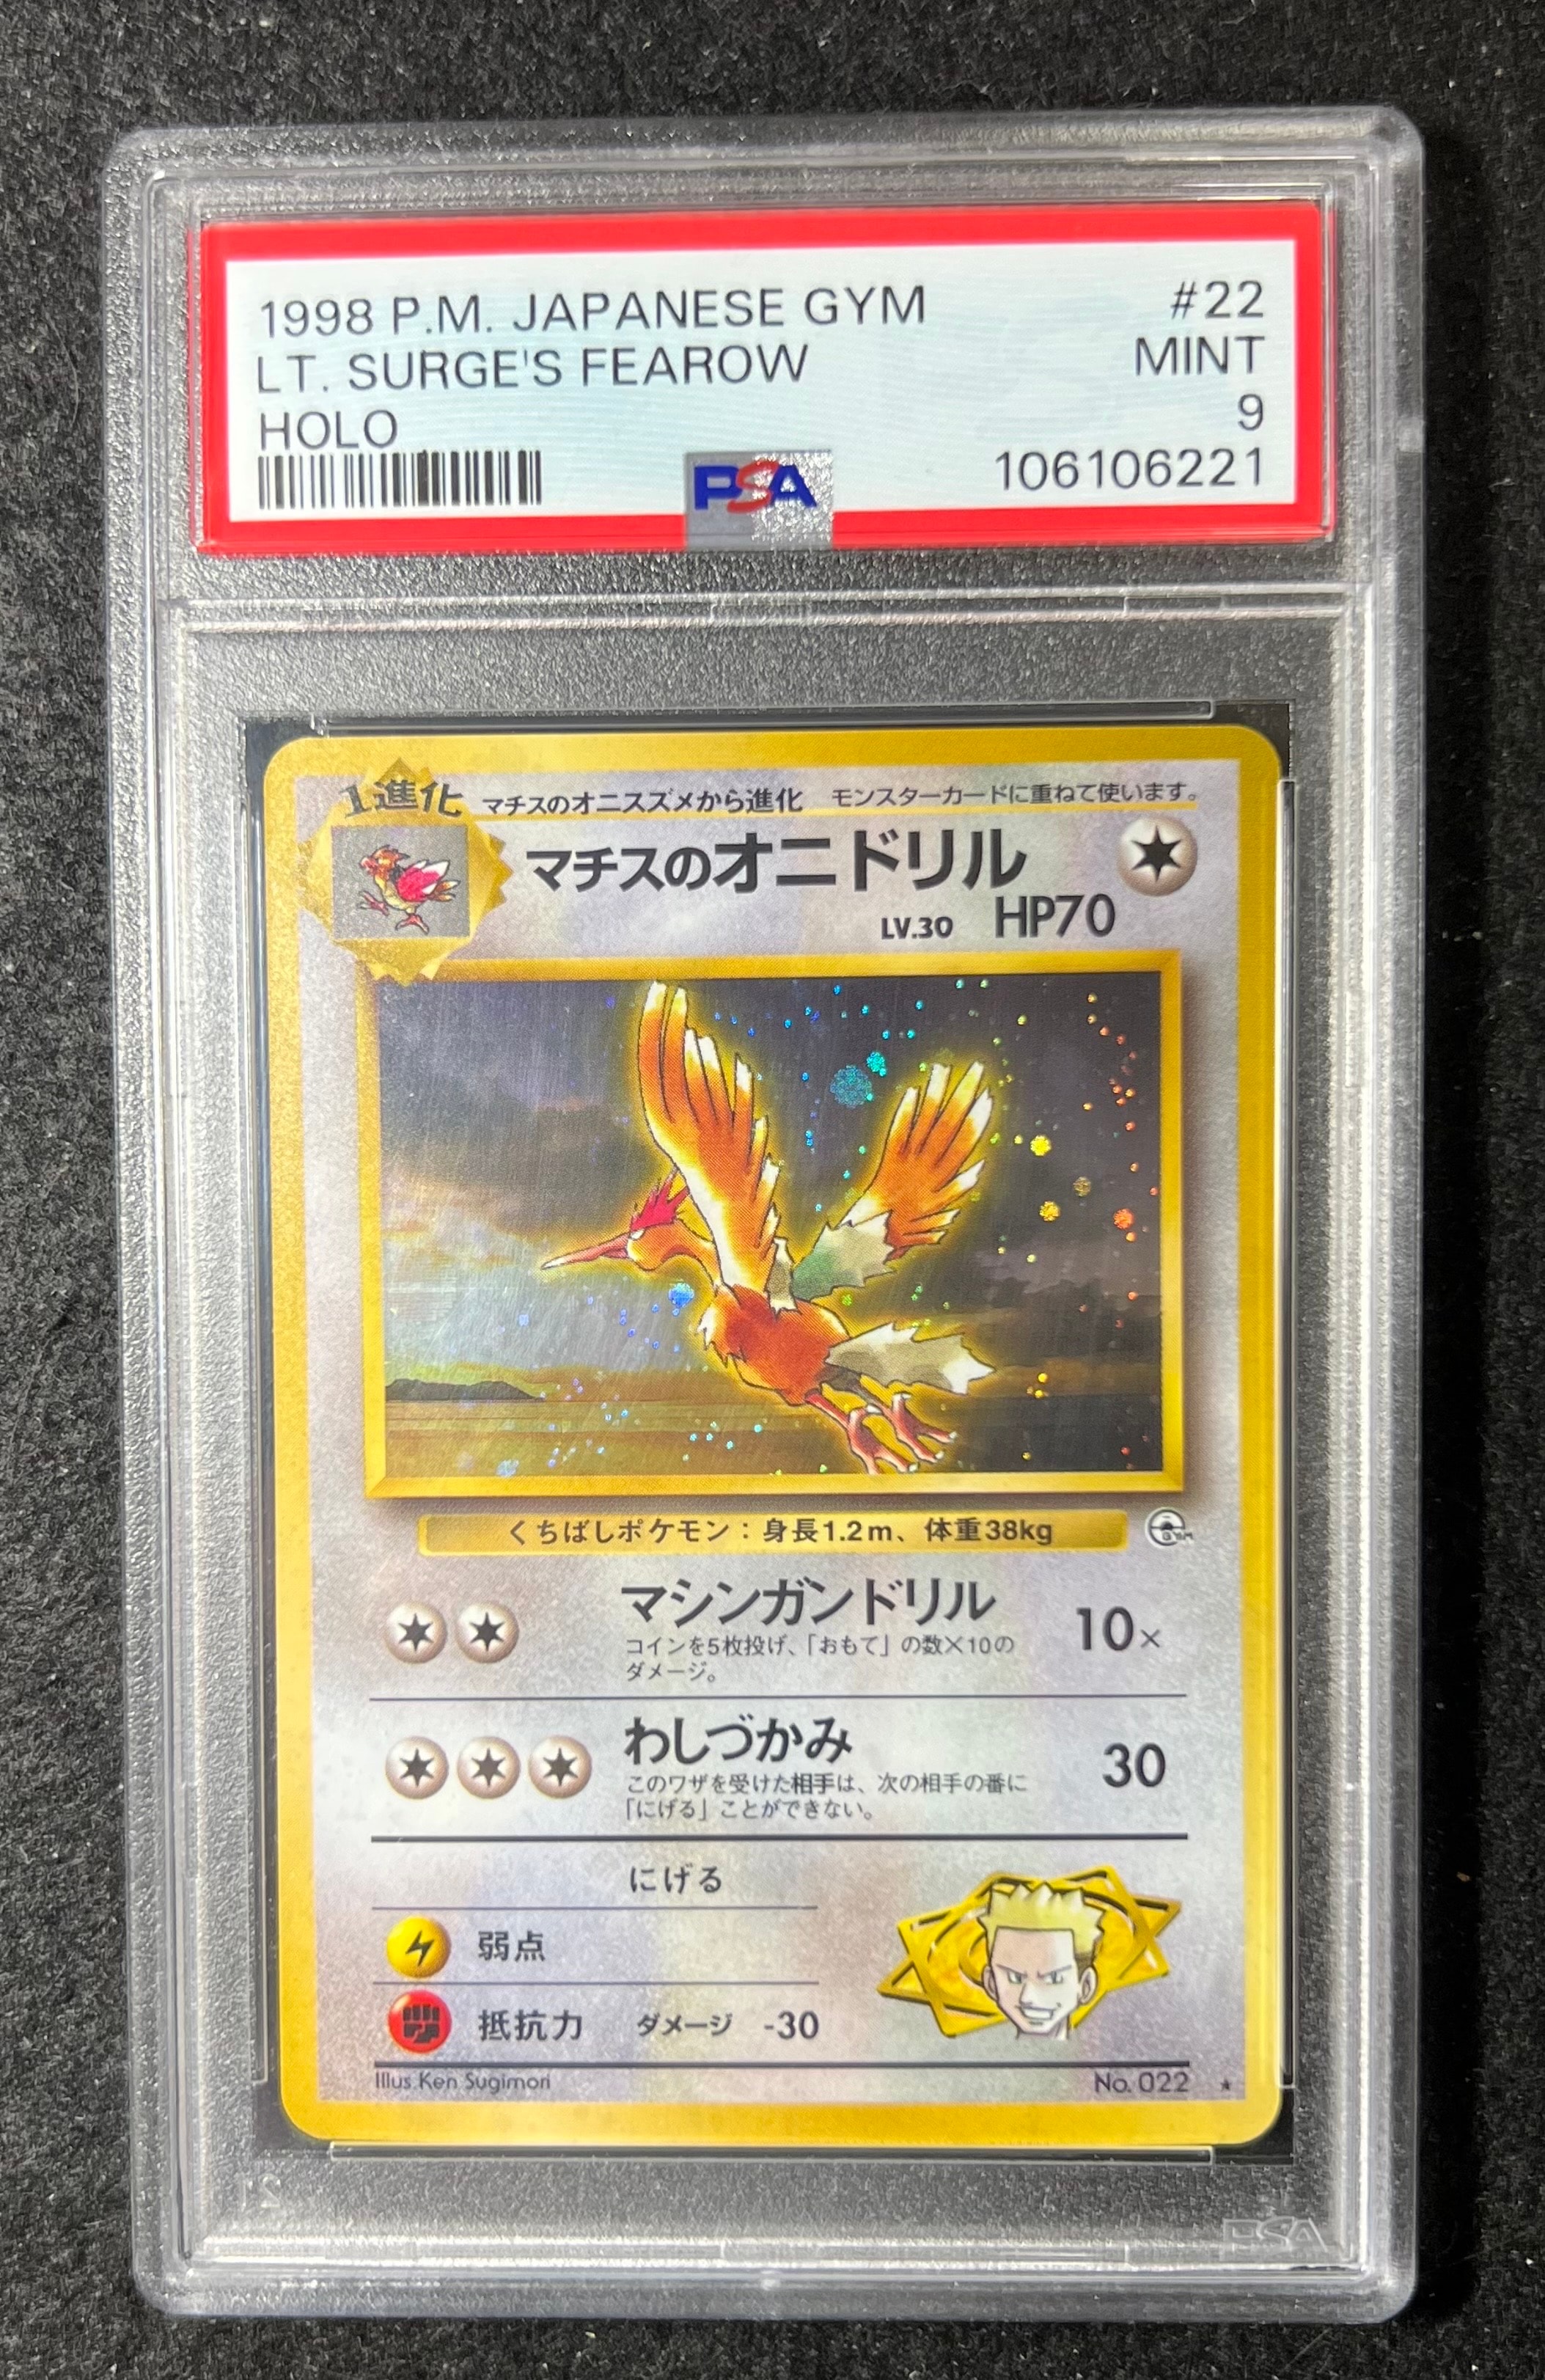 1998 P.M. JAPANESE GYM #22
LT. SURGE'S FEAROW MINT
HOLO 9
PSA 106106221
1進化 マチスのオニスズメから進化 モンスターカードに重ねて使います。
マチスのオニドリル
LV.30 HP70
くちばしポケモン:身長1.2m、体重38kg
GYM
マシンガンドリル 10×
コインを5枚投げ、「おもて」の数×10の
ダメージ。
わしづかみ 30
このワザを受けた相手は、次の相手の番に
「にげる」ことができない。
にげる
弱点
抵抗力 ダメージ -30
Illus. Ken Sugimori No. 022 ★
PSA